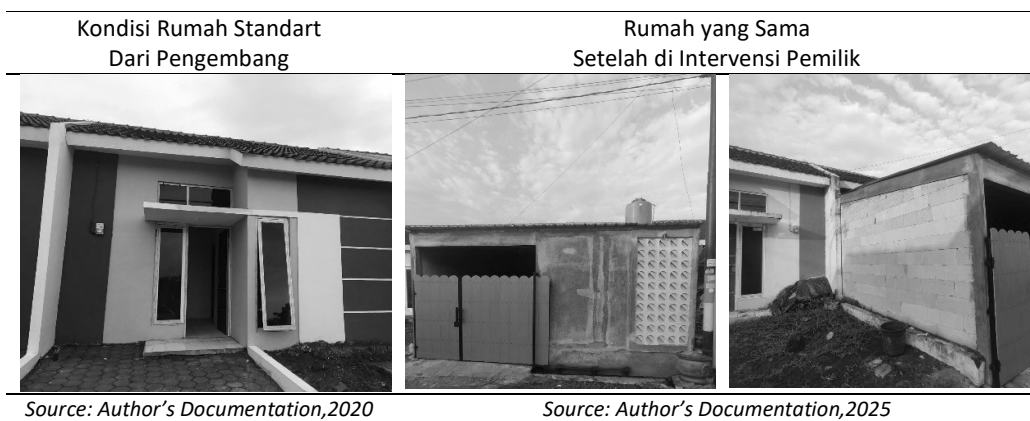 Kondisi Rumah Standart
Dari Pengembang
Rumah yang Sama
Setelah di Intervensi Pemilik
Source: Author’s Documentation,2020
Source: Author’s Documentation,2025